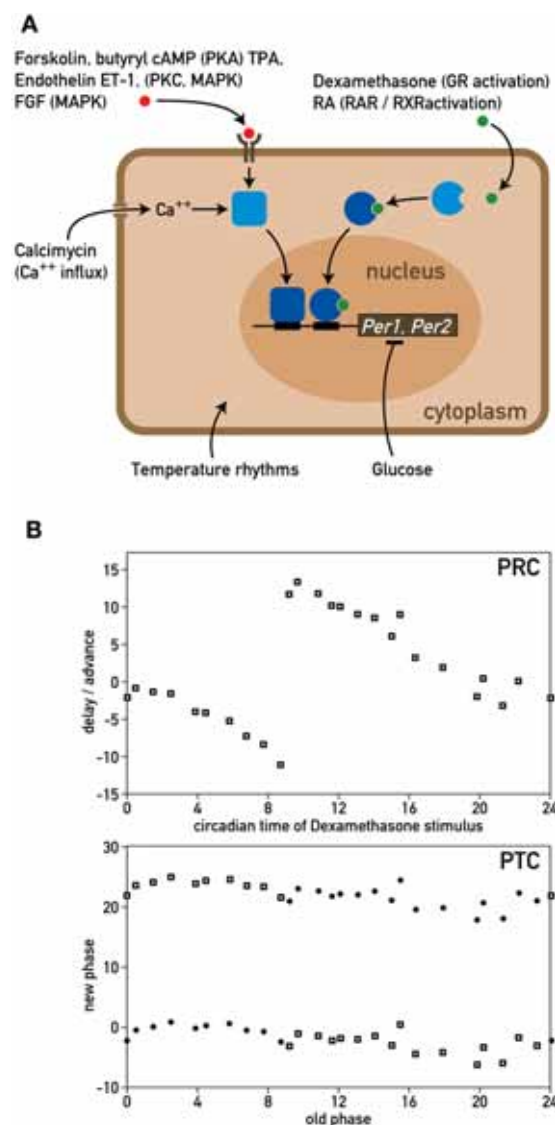 A
Forskolin, butyryl cAMP (PKA) TPA,
Endothelin ET-1, (PKC, MAPK)
FGF (MAPK)
Dexamethasone (GR activation)
RA (RAR / RXRactivation)
Ca++
Calcimycin
(Ca++ influx)
nucleus
Per1, Per2
cytoplasm
Temperature rhythms
Glucose
B
PRC
delay / advance
15
10
5
0
-5
-10
-15
0 4 8 12 16 20 24
circadian time of Dexamethasone stimulus
PTC
new phase
30
20
10
0
-10
0 4 8 12 16 20 24
old phase